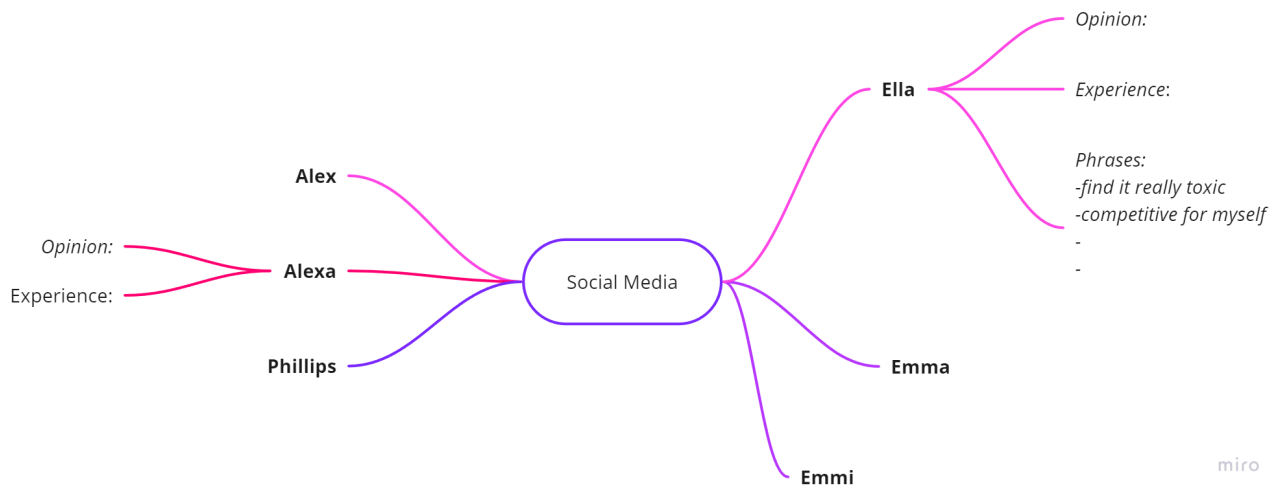 Opinion:
Ella
Experience:
Phrases:
-find it really toxic
-competitive for myself
-
-
Alex
Opinion:
Alexa
Experience:
Social Media
Phillips
Emma
Emmi
miro